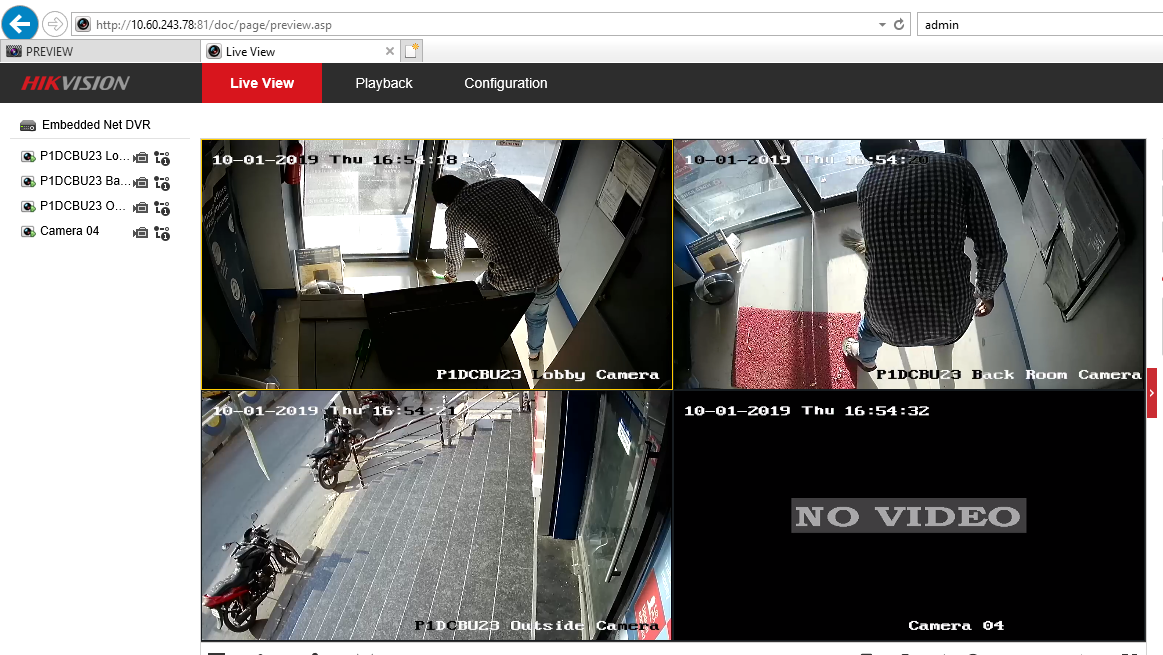 http://10.60.243.78:81/doc/page/preview.asp
admin
PREVIEW
Live View
HIKVISION
Live View
Playback
Configuration
Embedded Net DVR
P1DCBU23 Lo...
P1DCBU23 Ba...
P1DCBU23 O...
Camera 04
10-01-2019 Thu 16:54:18
P1DCBU23 Lobby Camera
10-01-2019 Thu 16:54:20
P1DCBU23 Back Room Camera
10-01-2019 Thu 16:54:21
P1DCBU23 Outside Camera
10-01-2019 Thu 16:54:32
NO VIDEO
Camera 04